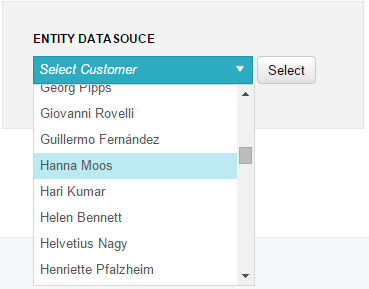 ENTITY DATASOUCE
Select Customer
Select
Georg Pipps
Giovanni Rovelli
Guillermo Fernández
Hanna Moos
Hari Kumar
Helen Bennett
Helvetius Nagy
Henriette Pfalzheim